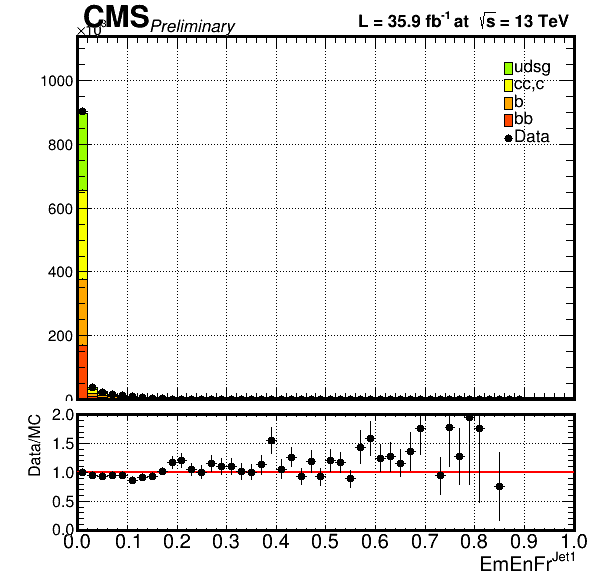 CMS Preliminary L = 35.9 fb⁻¹ at √s = 13 TeV
×10³
1000
800
600
400
200
0
udsg
cc,c
b
bb
Data
Data/MC
2.0
1.5
1.0
0.5
0.0
0.0 0.1 0.2 0.3 0.4 0.5 0.6 0.7 0.8 0.9 1.0
EmEnFr^Jet1